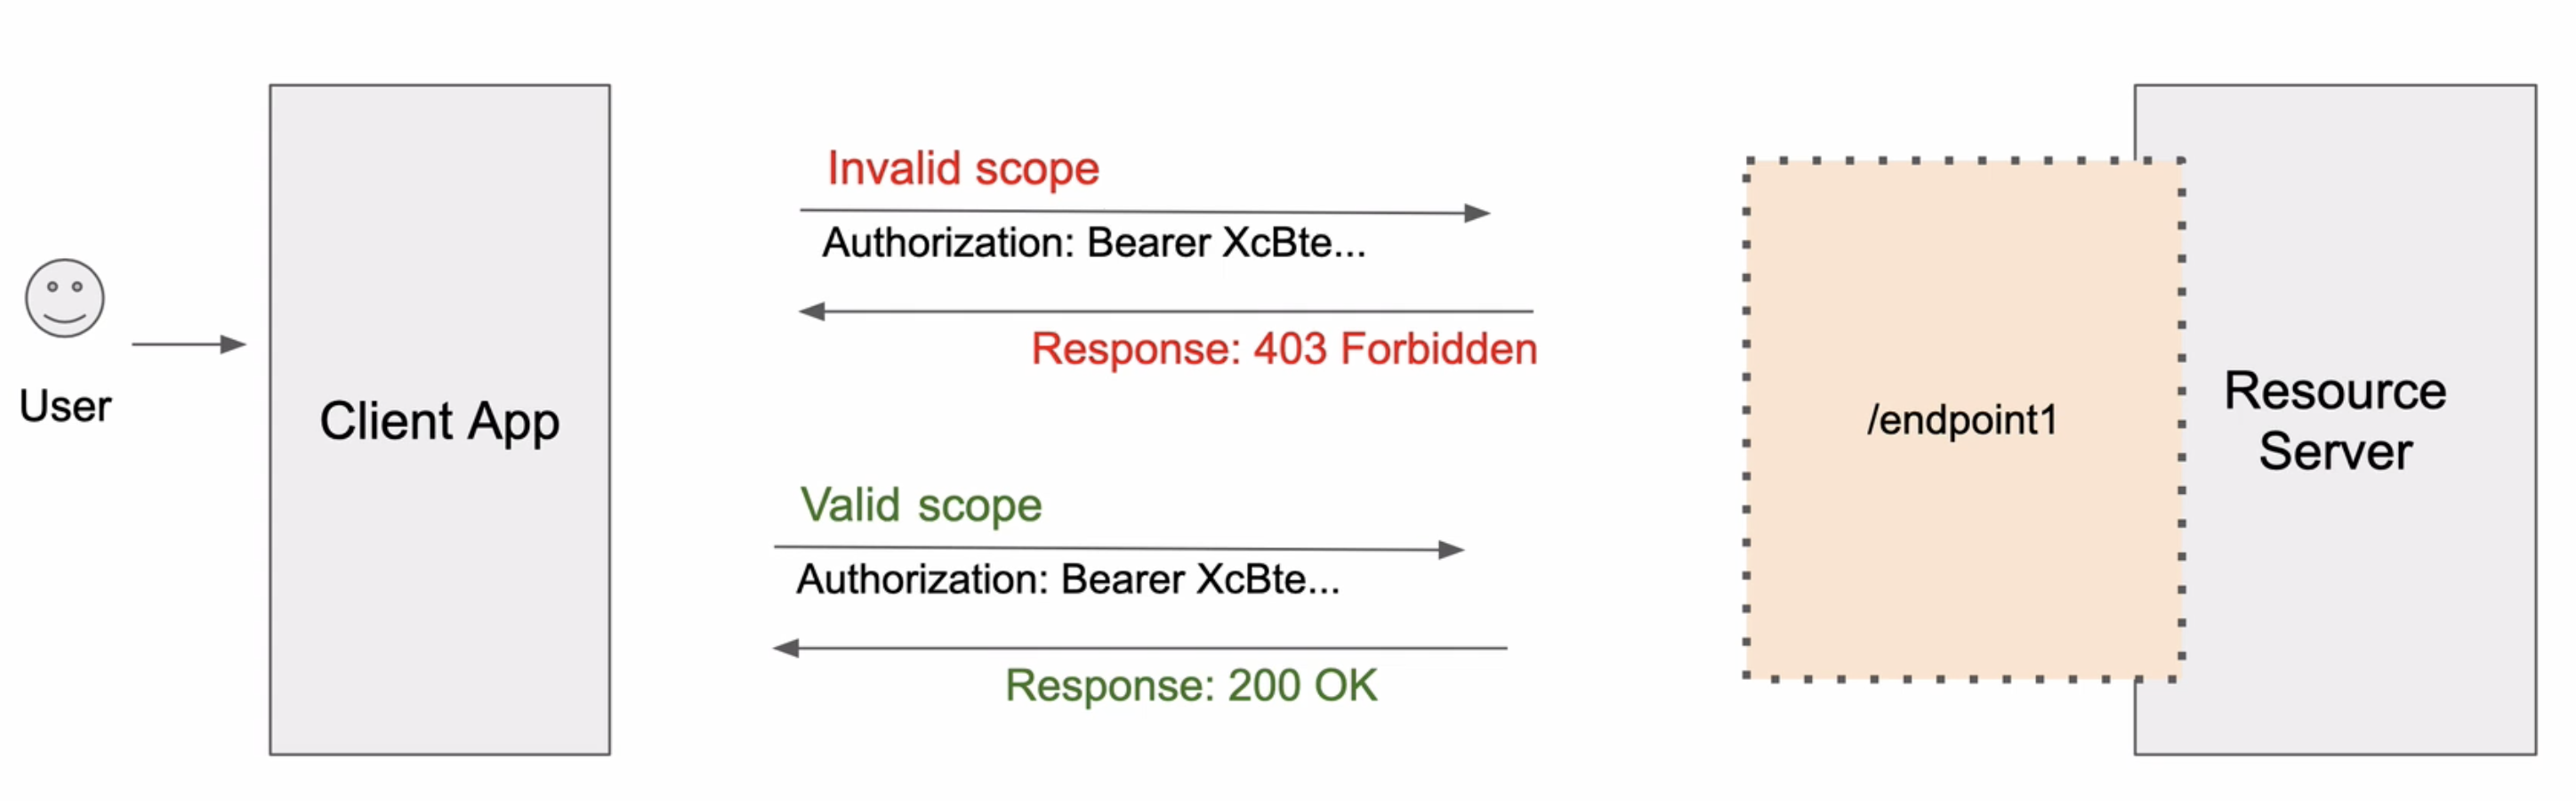 User
Client App
Invalid scope
Authorization: Bearer XcBte...
Response: 403 Forbidden
Valid scope
Authorization: Bearer XcBte...
Response: 200 OK
/endpoint1
Resource
Server